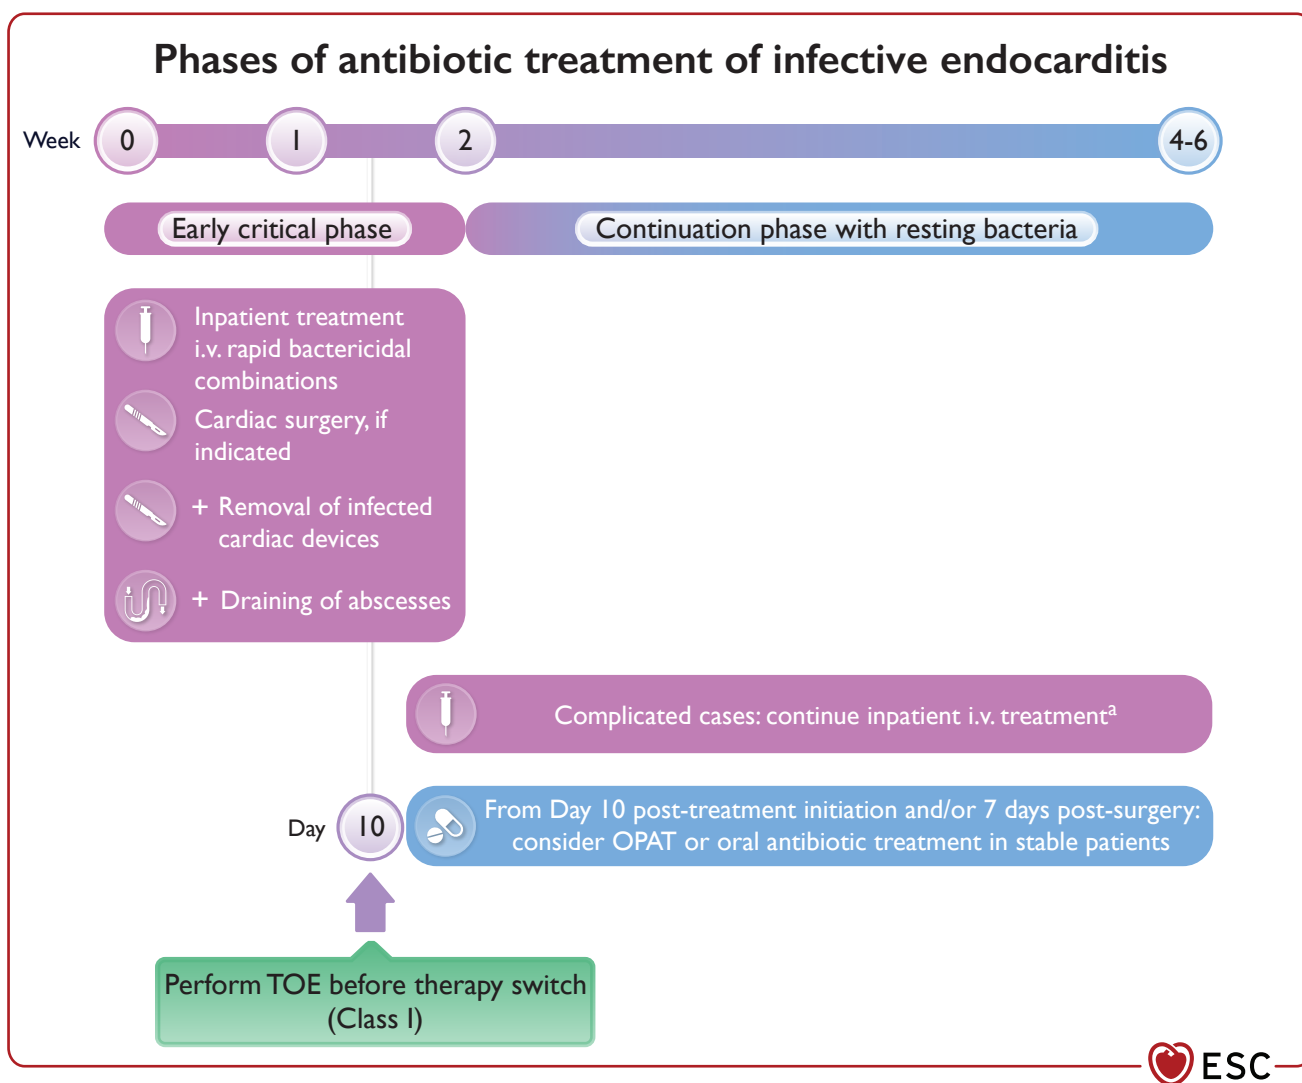 Phases of antibiotic treatment of infective endocarditis
Week 0 1 2 4-6
Early critical phase
Continuation phase with resting bacteria
Inpatient treatment
i.v. rapid bactericidal
combinations
Cardiac surgery, if
indicated
+ Removal of infected
cardiac devices
+ Draining of abscesses
Complicated cases: continue inpatient i.v. treatmentᵃ
Day 10
From Day 10 post-treatment initiation and/or 7 days post-surgery:
consider OPAT or oral antibiotic treatment in stable patients
Perform TOE before therapy switch
(Class I)
ESC